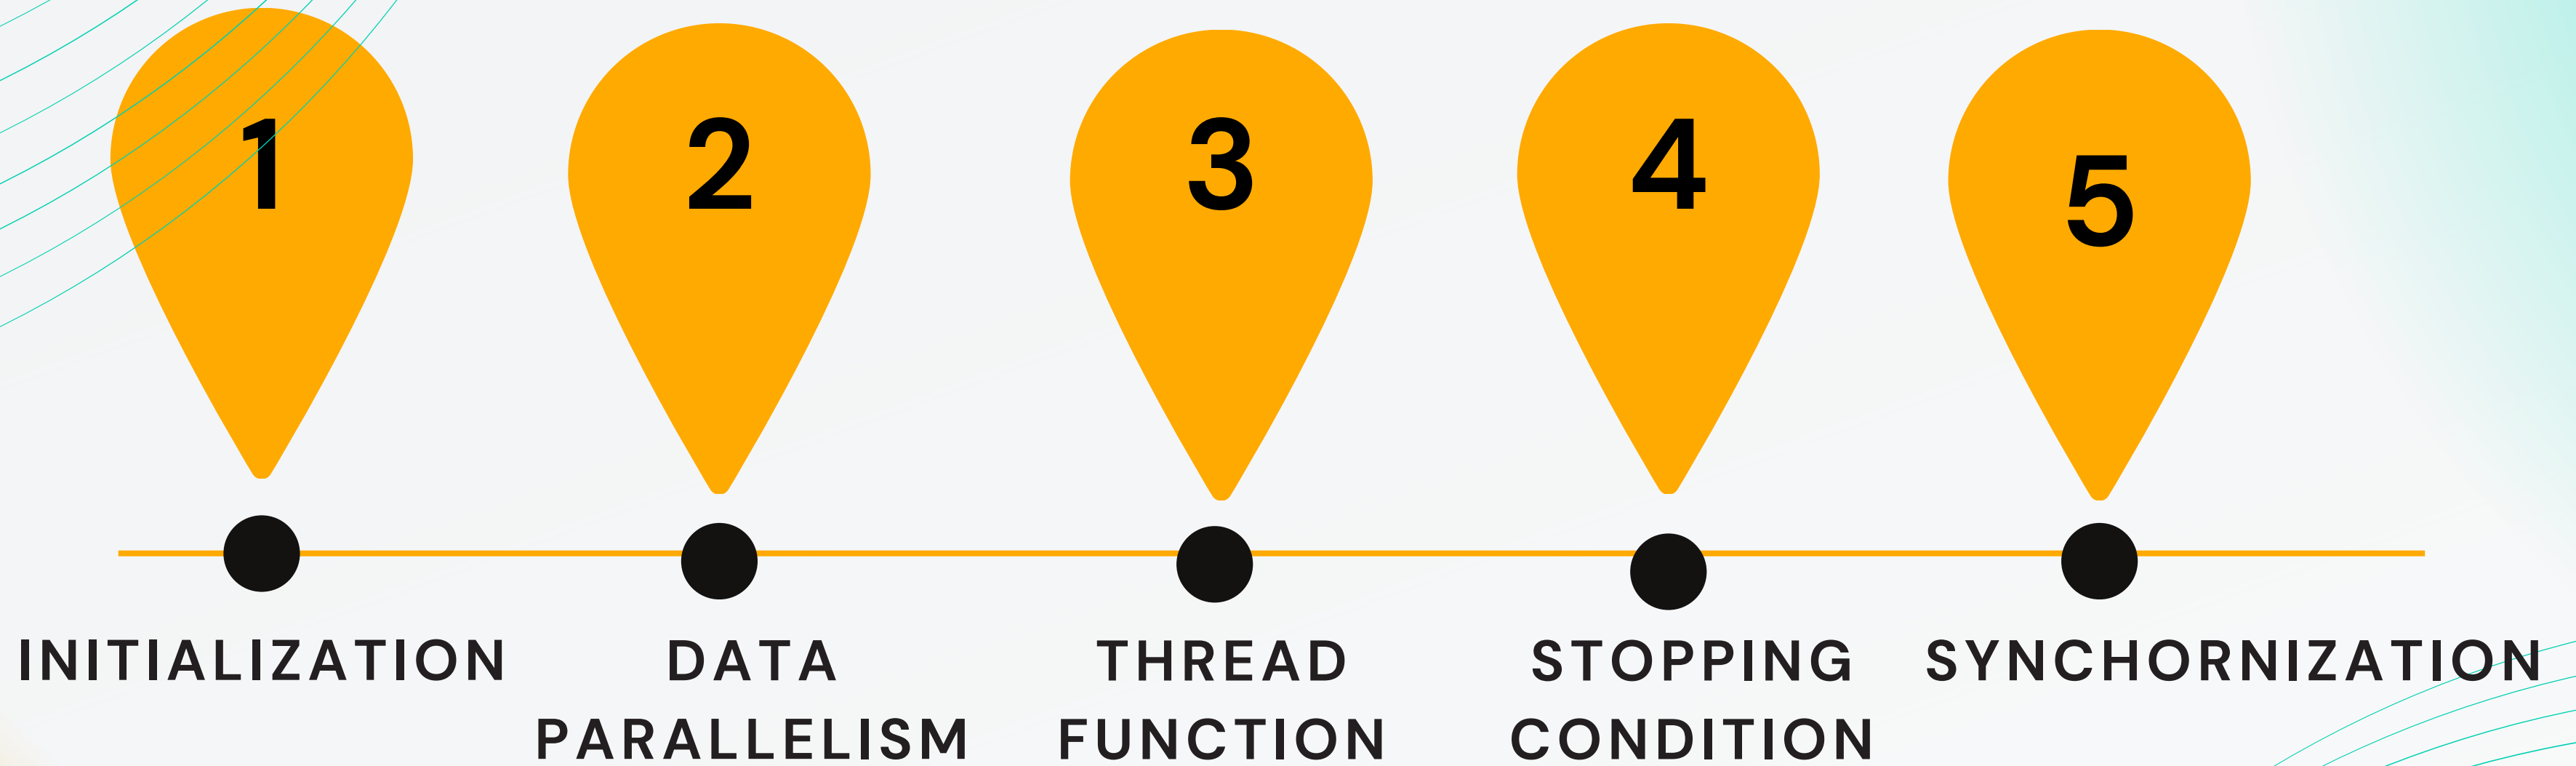 1
2
3
4
5
INITIALIZATION
DATA
PARALLELISM
THREAD
FUNCTION
STOPPING
CONDITION
SYNCHORNIZATION